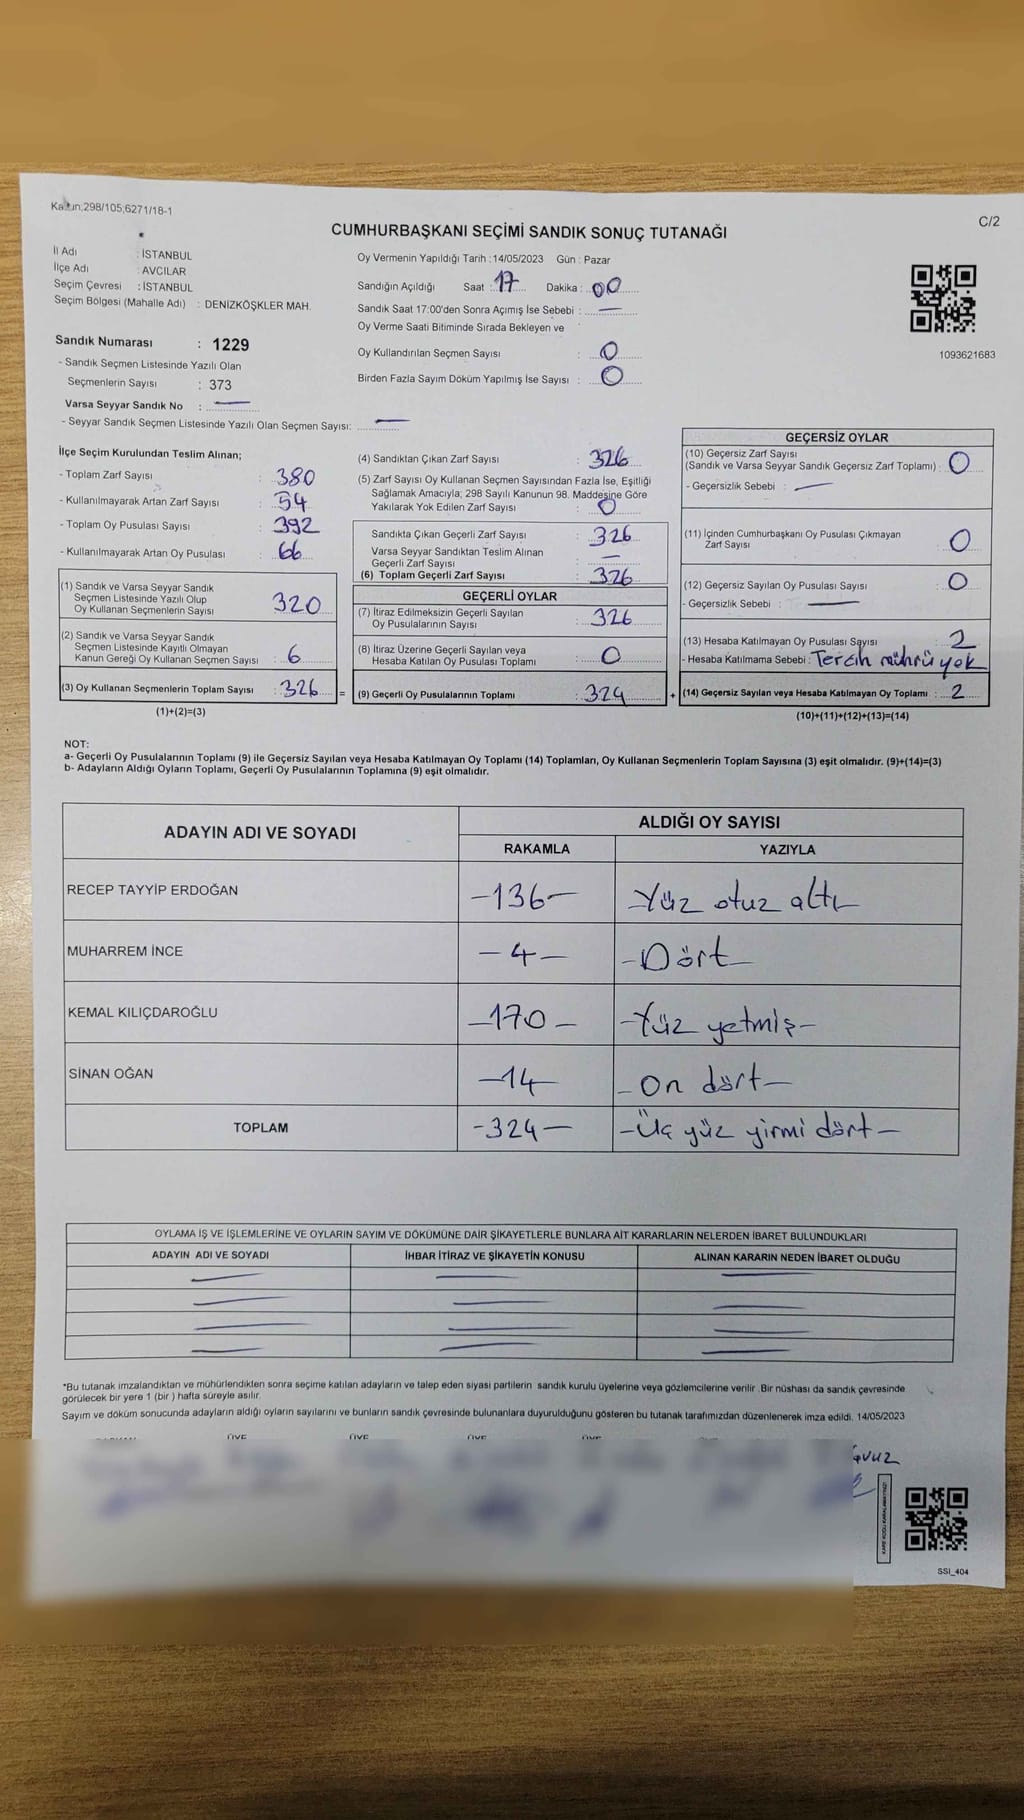 Kanun;298/105;6271/18-1
C/2
CUMHURBAŞKANI SEÇİMİ SANDIK SONUÇ TUTANAĞI
İl Adı : İSTANBUL
İlçe Adı : AVCILAR
Seçim Çevresi : İSTANBUL
Seçim Bölgesi (Mahalle Adı) : DENİZKÖŞKLER MAH.
Sandık Numarası : 1229
- Sandık Seçmen Listesinde Yazılı Olan
Seçmenlerin Sayısı : 373
Varsa Seyyar Sandık No :
- Seyyar Sandık Seçmen Listesinde Yazılı Olan Seçmen Sayısı:
Oy Vermenin Yapıldığı Tarih : 14/05/2023 Gün : Pazar
Sandığın Açıldığı Saat : 17 Dakika : 00
Sandık Saat 17:00'den Sonra Açımış İse Sebebi : —
Oy Verme Saati Bitiminde Sırada Bekleyen ve
Oy Kullandırılan Seçmen Sayısı : 0
Birden Fazla Sayım Döküm Yapılmış İse Sayısı : 0
1093621683
İlçe Seçim Kurulundan Teslim Alınan;
- Toplam Zarf Sayısı : 380
- Kullanılmayarak Artan Zarf Sayısı : 54
- Toplam Oy Pusulası Sayısı : 392
- Kullanılmayarak Artan Oy Pusulası : 66
(1) Sandık ve Varsa Seyyar Sandık
Seçmen Listesinde Yazılı Olup
Oy Kullanan Seçmenlerin Sayısı 320
(2) Sandık ve Varsa Seyyar Sandık
Seçmen Listesinde Kayıtlı Olmayan
Kanun Gereği Oy Kullanan Seçmen Sayısı : 6
(3) Oy Kullanan Seçmenlerin Toplam Sayısı : 326 =
(1)+(2)=(3)
(4) Sandıktan Çıkan Zarf Sayısı : 326
(5) Zarf Sayısı Oy Kullanan Seçmen Sayısından Fazla İse, Eşitliği
Sağlamak Amacıyla; 298 Sayılı Kanunun 98. Maddesine Göre
Yakılarak Yok Edilen Zarf Sayısı : 0
Sandıkta Çıkan Geçerli Zarf Sayısı : 326
Varsa Seyyar Sandıktan Teslim Alınan
Geçerli Zarf Sayısı : —
(6) Toplam Geçerli Zarf Sayısı : 326
GEÇERLİ OYLAR
(7) İtiraz Edilmeksizin Geçerli Sayılan
Oy Pusulalarının Sayısı : 326
(8) İtiraz Üzerine Geçerli Sayılan veya
Hesaba Katılan Oy Pusulası Toplamı : 0
(9) Geçerli Oy Pusulalarının Toplamı : 324 +
GEÇERSİZ OYLAR
(10) Geçersiz Zarf Sayısı
(Sandık ve Varsa Seyyar Sandık Geçersiz Zarf Toplamı) : 0
- Geçersizlik Sebebi : —
(11) İçinden Cumhurbaşkanı Oy Pusulası Çıkmayan
Zarf Sayısı : 0
(12) Geçersiz Sayılan Oy Pusulası Sayısı : 0
- Geçersizlik Sebebi : —
(13) Hesaba Katılmayan Oy Pusulası Sayısı : 2
- Hesaba Katılmama Sebebi : Tercih mührü yok
(14) Geçersiz Sayılan veya Hesaba Katılmayan Oy Toplamı : 2
(10)+(11)+(12)+(13)=(14)
NOT:
a- Geçerli Oy Pusulalarının Toplamı (9) ile Geçersiz Sayılan veya Hesaba Katılmayan Oy Toplamı (14) Toplamları, Oy Kullanan Seçmenlerin Toplam Sayısına (3) eşit olmalıdır. (9)+(14)=(3)
b- Adayların Aldığı Oyların Toplamı, Geçerli Oy Pusulalarının Toplamına (9) eşit olmalıdır.
ADAYIN ADI VE SOYADI
ALDIĞI OY SAYISI
RAKAMLA YAZIYLA
RECEP TAYYİP ERDOĞAN -136- -Yüz otuz altı-
MUHARREM İNCE -4- -Dört-
KEMAL KILIÇDAROĞLU -170- -Yüz yetmiş-
SİNAN OĞAN -14- -On dört-
TOPLAM -324- -Üç yüz yirmi dört-
OYLAMA İŞ VE İŞLEMLERİNE VE OYLARIN SAYIM VE DÖKÜMÜNE DAİR ŞİKAYETLERLE BUNLARA AİT KARARLARIN NELERDEN İBARET BULUNDUKLARI
ADAYIN ADI VE SOYADI İHBAR İTİRAZ VE ŞİKAYETİN KONUSU ALINAN KARARIN NEDEN İBARET OLDUĞU
*Bu tutanak imzalandıktan ve mühürlendikten sonra seçime katılan adayların ve talep eden siyasi partilerin sandık kurulu üyelerine veya gözlemcilerine verilir .Bir nüshası da sandık çevresinde
görülecek bir yere 1 (bir ) hafta süreyle asılır.
Sayım ve döküm sonucunda adayların aldığı oyların sayılarını ve bunların sandık çevresinde bulunanlara duyurulduğunu gösteren bu tutanak tarafımızdan düzenlenerek imza edildi. 14/05/2023
ÜYE ÜYE ÜYE ÜYE
KARE KODU KARALAMAYINIZ!
SSI_404